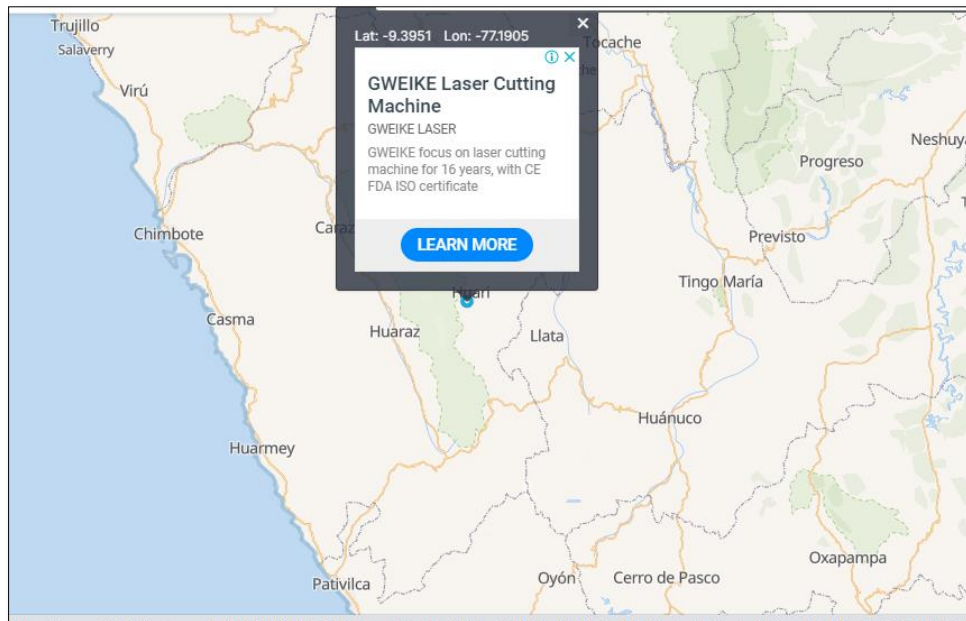 Trujillo
Salaverry
Virú
Chimbote
Casma
Huarmey
Pativilca
Huaraz
Lat: -9.3951 Lon: -77.1905
GWEIKE Laser Cutting
Machine
GWEIKE LASER
GWEIKE focus on laser cutting
machine for 16 years, with CE
FDA ISO certificate
LEARN MORE
Huari
Llata
Huánuco
Oyón
Cerro de Pasco
Tingo María
Previsto
Progreso
Oxapampa